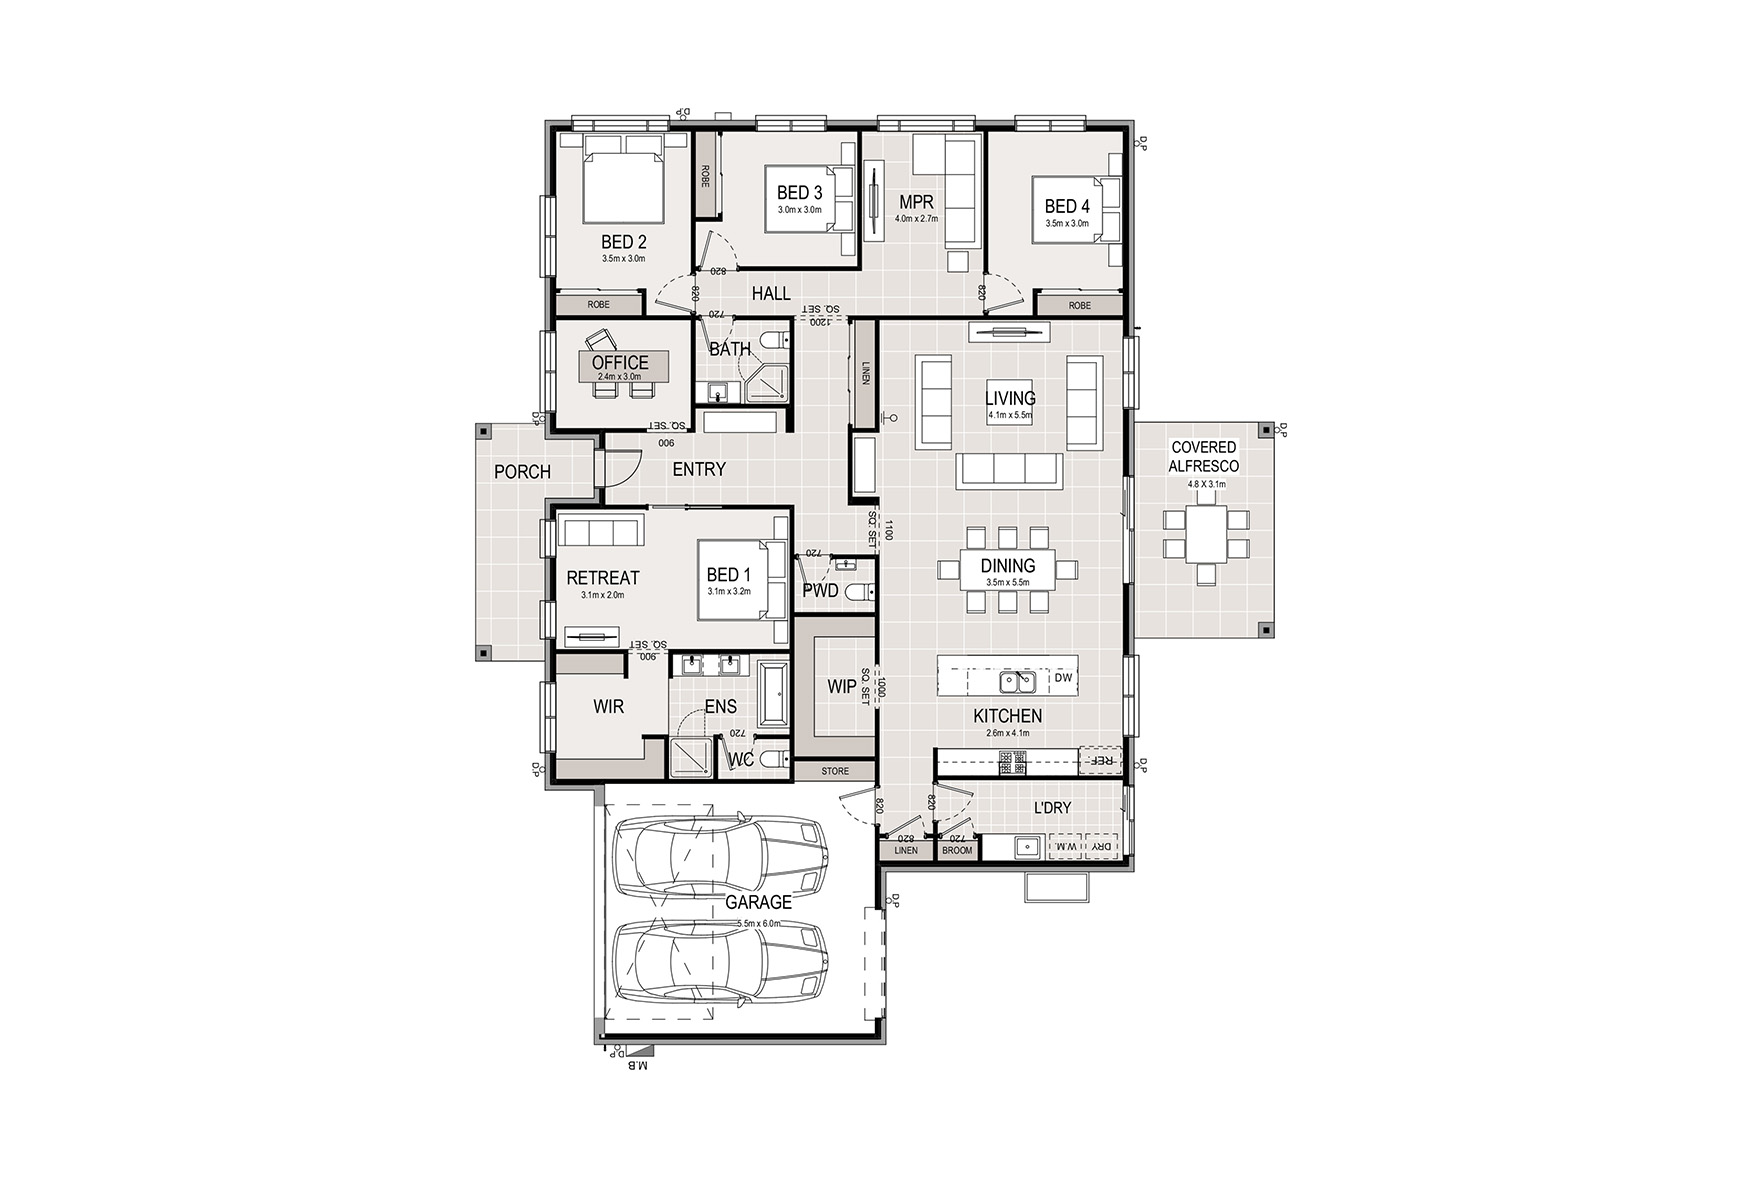 D.P
D.P
ROBE
BED 3
3.0m x 3.0m
MPR
4.0m x 2.7m
BED 4
3.5m x 3.0m
BED 2
3.5m x 3.0m
820
820
HALL
820
ROBE
ROBE
720
SQ. SET
1200
BATH
OFFICE
2.4m x 3.0m
LINEN
LIVING
4.1m x 5.5m
D.P
SQ. SET
900
D.P
PORCH
ENTRY
COVERED
ALFRESCO
4.8 X 3.1m
SQ. SET
1100
720
RETREAT
3.1m x 2.0m
BED 1
3.1m x 3.2m
PWD
DINING
3.5m x 5.5m
SQ. SET
900
WIR
ENS
WIP
SQ. SET
1000
DW
KITCHEN
2.6m x 4.1m
720
WC
STORE
REF.
D.P
D.P
820
820
L'DRY
820
720
LINEN
BROOM
W.M
DRY
GARAGE
5.5m x 6.0m
D.P
D.P
M.B